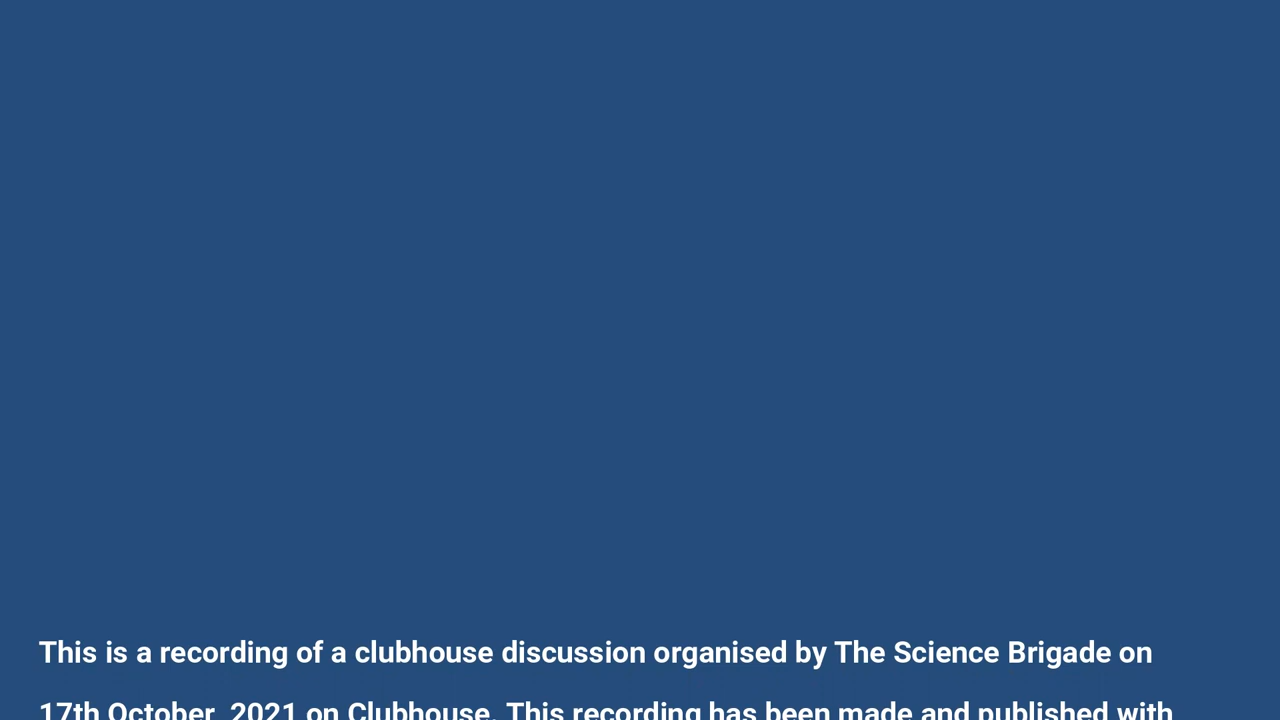 This is a recording of a clubhouse discussion organised by The Science Brigade on
17th October, 2021 on Clubhouse. This recording has been made and published with